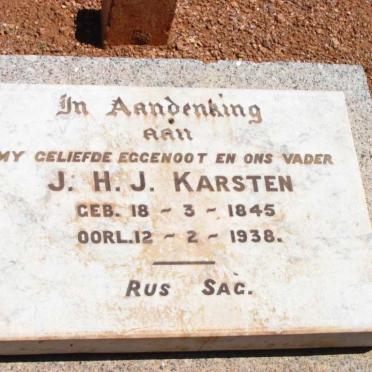 In Aandenking
aan
MY GELIEFDE EGGENOOT EN ONS VADER
J. H. J. KARSTEN
GEB. 18 - 3 - 1845
OORL. 12 - 2 - 1938.
RUS SAG.